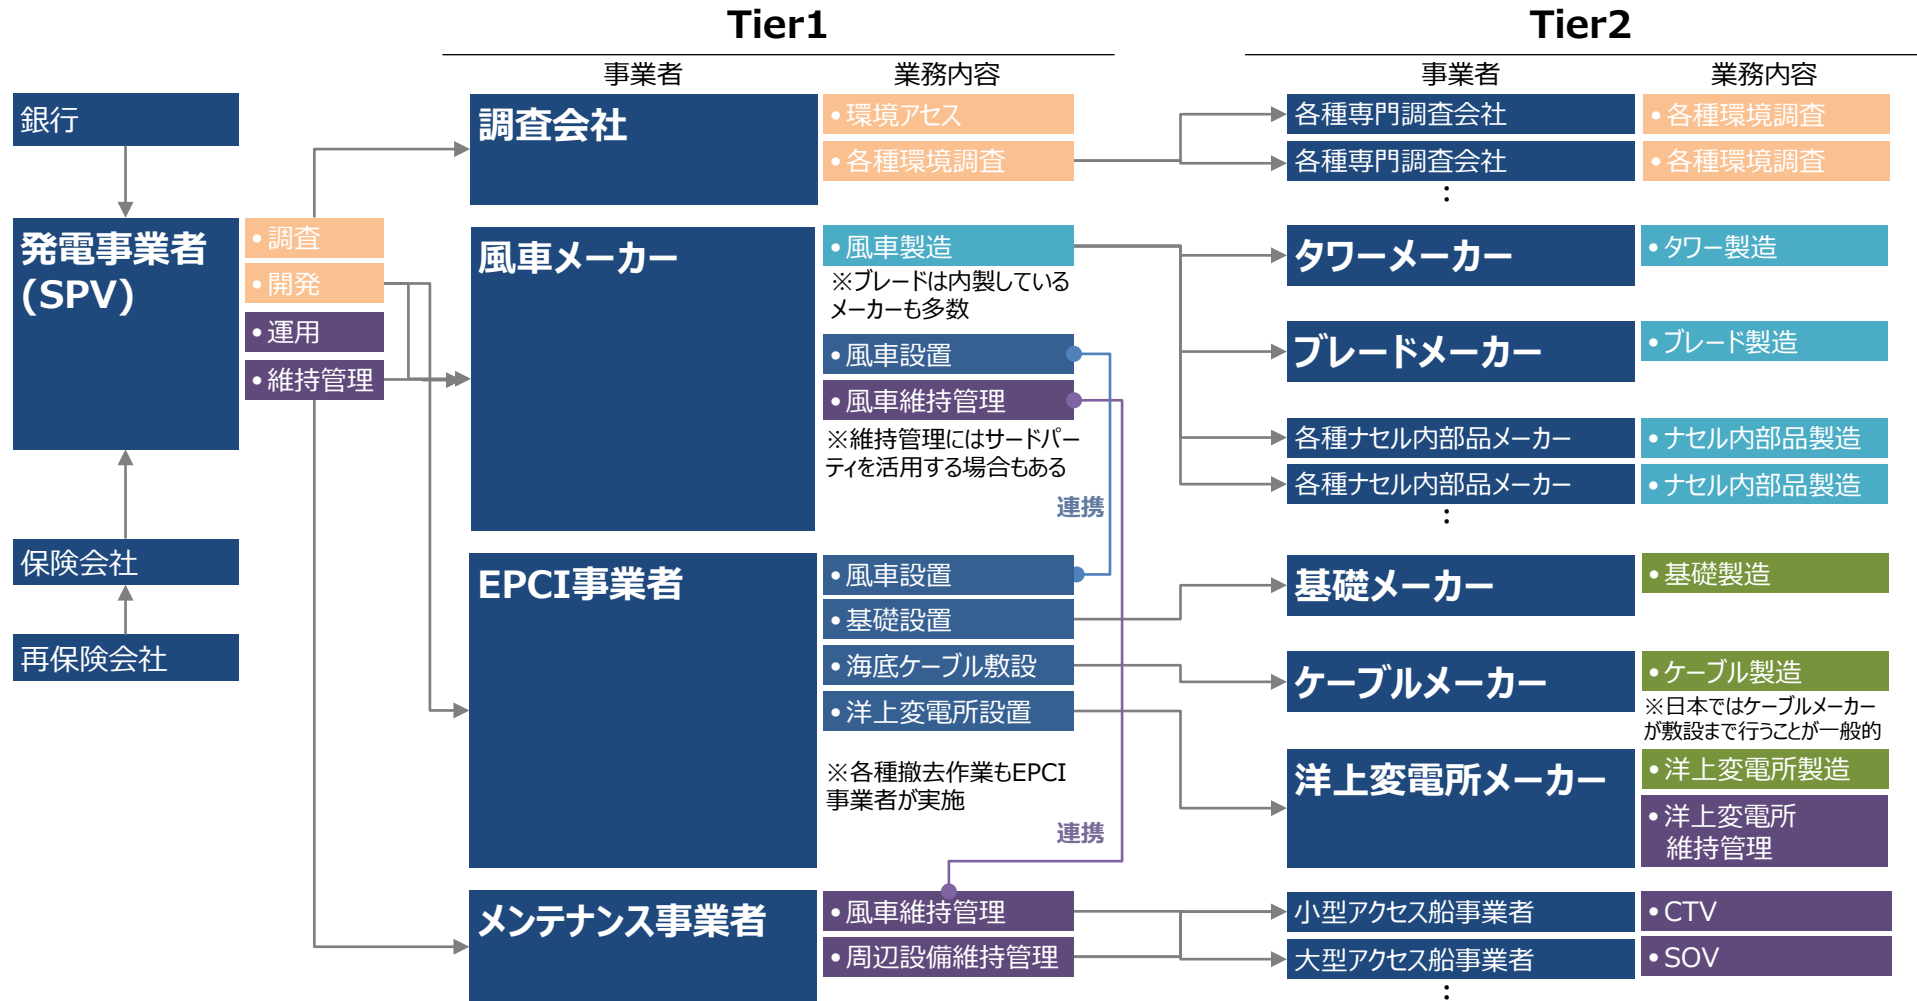 Tier1
Tier2
事業者
業務内容
事業者
業務内容
銀行
発電事業者
(SPV)
•調査
•開発
•運用
•維持管理
保険会社
再保険会社
調査会社
•環境アセス
•各種環境調査
各種専門調査会社
•各種環境調査
各種専門調査会社
•各種環境調査
：
風車メーカー
•風車製造
※ブレードは内製している
メーカーも多数
•風車設置
•風車維持管理
※維持管理にはサードパー
ティを活用する場合もある
連携
タワーメーカー
•タワー製造
ブレードメーカー
•ブレード製造
各種ナセル内部品メーカー
•ナセル内部品製造
各種ナセル内部品メーカー
•ナセル内部品製造
：
EPCI事業者
•風車設置
•基礎設置
•海底ケーブル敷設
•洋上変電所設置
※各種撤去作業もEPCI
事業者が実施
連携
基礎メーカー
•基礎製造
ケーブルメーカー
•ケーブル製造
※日本ではケーブルメーカー
が敷設まで行うことが一般的
洋上変電所メーカー
•洋上変電所製造
•洋上変電所
維持管理
メンテナンス事業者
•風車維持管理
•周辺設備維持管理
小型アクセス船事業者
•CTV
大型アクセス船事業者
•SOV
：